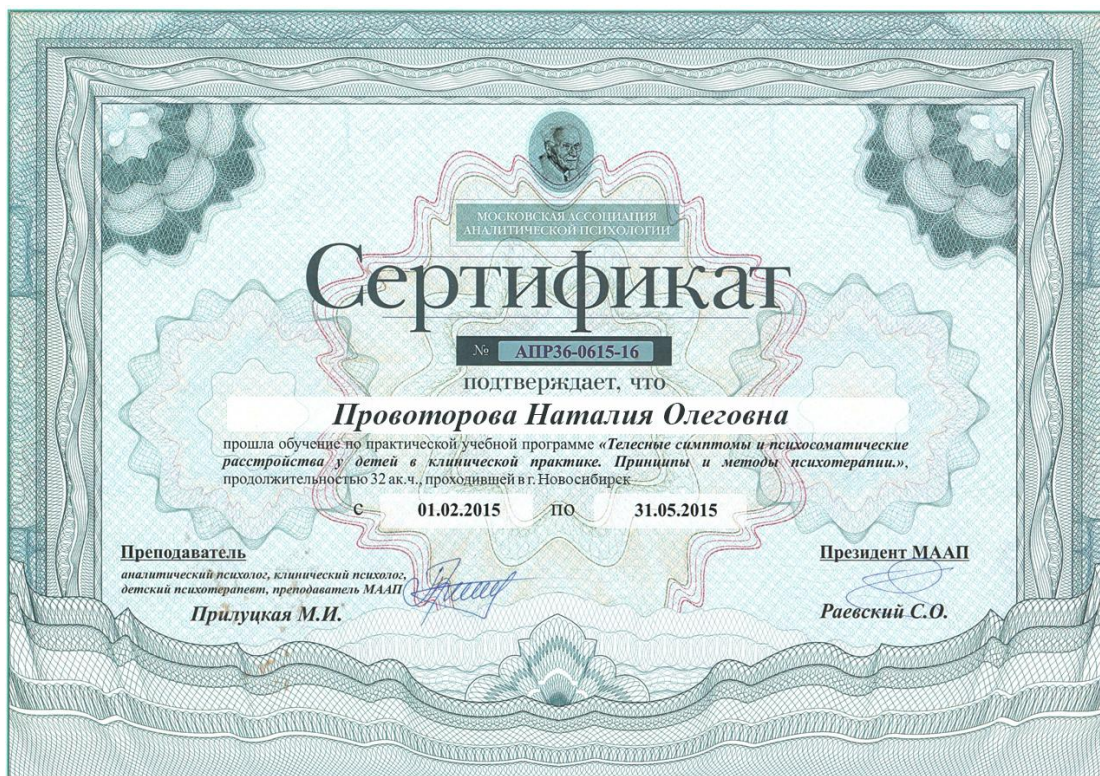 МОСКОВСКАЯ АССОЦИАЦИЯ
АНАЛИТИЧЕСКОЙ ПСИХОЛОГИИ
Сертификат
№ АПР36-0615-16
подтверждает, что
Провоторова Наталия Олеговна
прошла обучение по практической учебной программе «Телесные симптомы и психосоматические
расстройства у детей в клинической практике. Принципы и методы психотерапии.»,
продолжительностью 32 ак.ч., проходившей в г. Новосибирск
с 01.02.2015 по 31.05.2015
Преподаватель
аналитический психолог, клинический психолог,
детский психотерапевт, преподаватель МААП
Прилуцкая М.И.
Президент МААП
Раевский С.О.